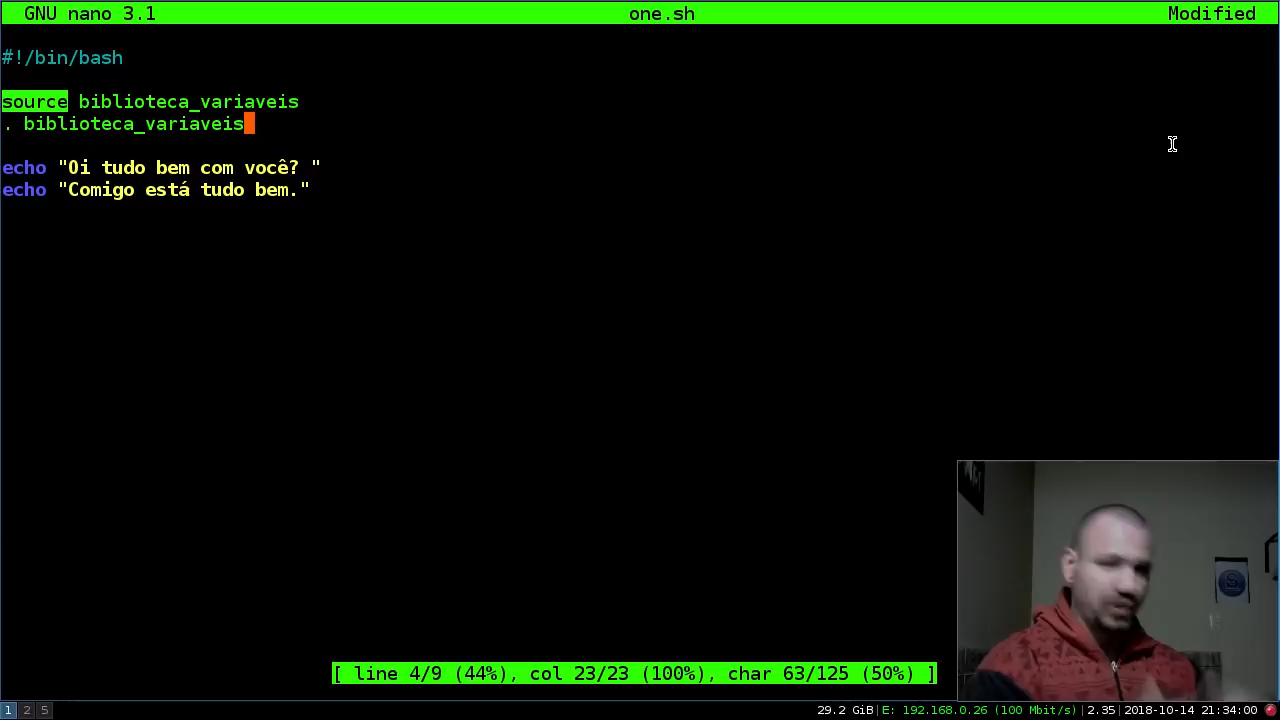 GNU nano 3.1 one.sh Modified
#!/bin/bash
source biblioteca_variaveis
. biblioteca_variaveis
echo "Oi tudo bem com você? "
echo "Comigo está tudo bem."
[ line 4/9 (44%), col 23/23 (100%), char 63/125 (50%) ]
1 2 5 29.2 GiB|E: 192.168.0.26 (100 Mbit/s)|2.35|2018-10-14 21:34:00